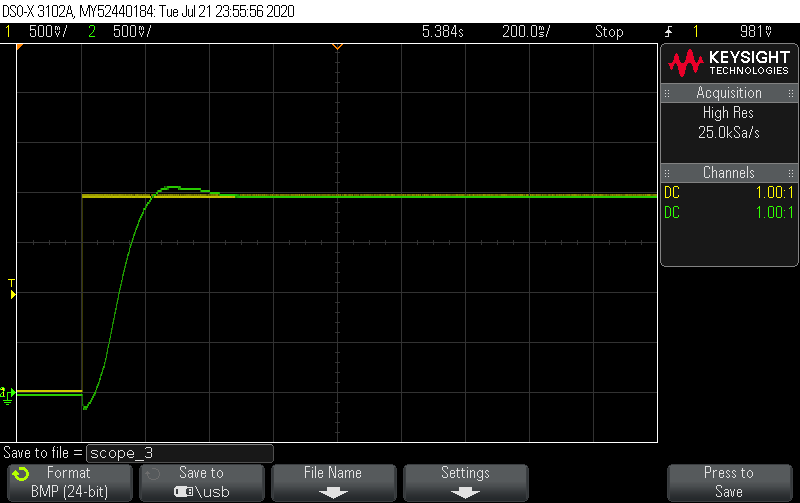 DSO-X 3102A, MY52440184: Tue Jul 21 23:55:56 2020
1 500mV/ 2 500mV/ 5.384s 200.0ms/ Stop 1 981mV
KEYSIGHT
TECHNOLOGIES
Acquisition
High Res
25.0kSa/s
Channels
DC 1.00:1
DC 1.00:1
T
Save to file = scope_3
Format
BMP (24-bit)
Save to
\usb
File Name
Settings
Press to
Save